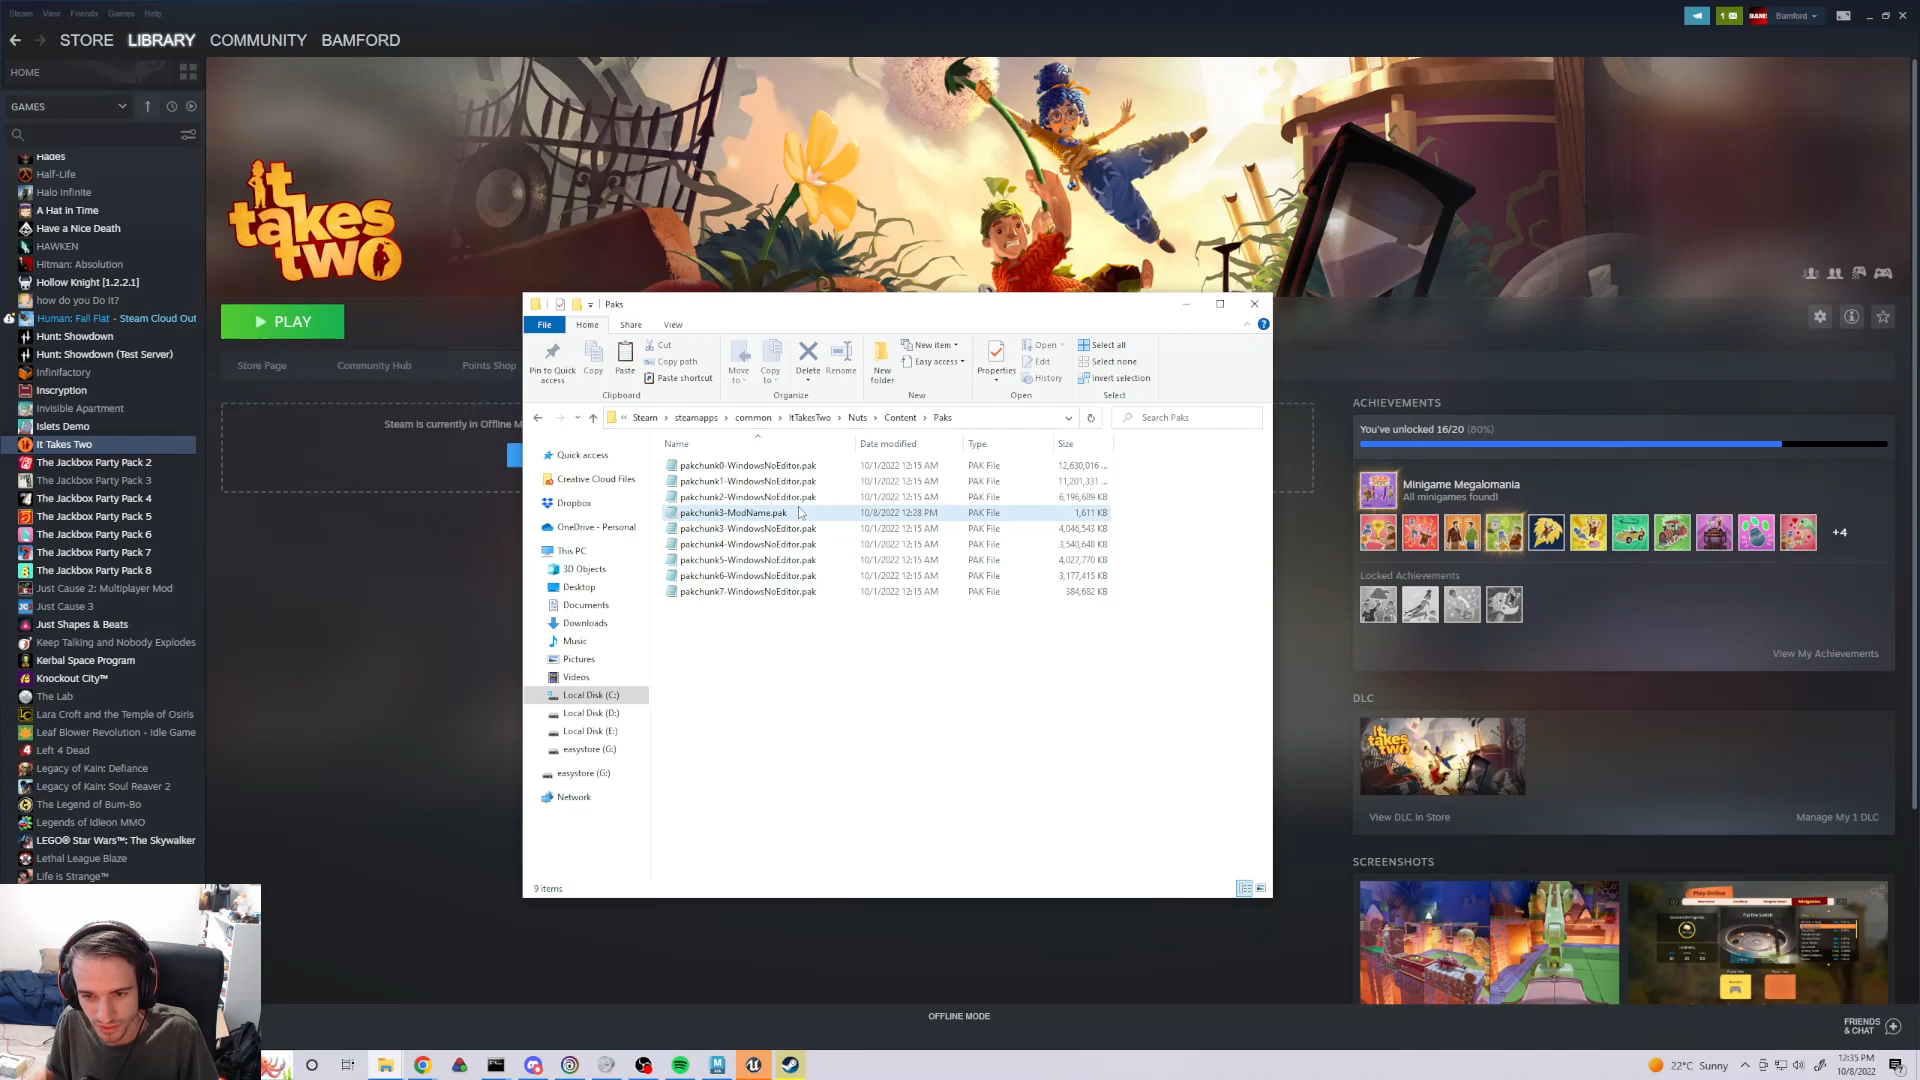 Steam View Friends Games Help
1 BAM! Bamford
STORE LIBRARY COMMUNITY BAMFORD
HOME
GAMES
Hades
Half-Life
Halo Infinite
A Hat in Time
Have a Nice Death
HAWKEN
Hitman: Absolution
Hollow Knight [1.2.2.1]
how do you Do It?
Human: Fall Flat - Steam Cloud Out
Hunt: Showdown
Hunt: Showdown (Test Server)
Infinifactory
Inscryption
Invisible Apartment
Islets Demo
It Takes Two
The Jackbox Party Pack 2
The Jackbox Party Pack 3
The Jackbox Party Pack 4
The Jackbox Party Pack 5
The Jackbox Party Pack 6
The Jackbox Party Pack 7
The Jackbox Party Pack 8
Just Cause 2: Multiplayer Mod
Just Cause 3
Just Shapes & Beats
Keep Talking and Nobody Explodes
Kerbal Space Program
Knockout City™
The Lab
Lara Croft and the Temple of Osiris
Leaf Blower Revolution - Idle Game
Left 4 Dead
Legacy of Kain: Defiance
Legacy of Kain: Soul Reaver 2
The Legend of Bum-Bo
Legends of Idleon MMO
LEGO® Star Wars™: The Skywalker
Lethal League Blaze
Life is Strange™
it takes two
PLAY
Store Page Community Hub Points Shop
Steam is currently in Offline M
Paks
File Home Share View
Pin to Quick access
Copy
Paste
Cut
Copy path
Paste shortcut
Clipboard
Move to
Copy to
Delete
Rename
Organize
New folder
New item
Easy access
New
Properties
Open
Edit
History
Open
Select all
Select none
Invert selection
Select
« Steam > steamapps > common > ItTakesTwo > Nuts > Content > Paks
Search Paks
Quick access
Creative Cloud Files
Dropbox
OneDrive - Personal
This PC
3D Objects
Desktop
Documents
Downloads
Music
Pictures
Videos
Local Disk (C:)
Local Disk (D:)
Local Disk (E:)
easystore (G:)
easystore (G:)
Network
Name Date modified Type Size
pakchunk0-WindowsNoEditor.pak 10/1/2022 12:15 AM PAK File 12,630,016 ...
pakchunk1-WindowsNoEditor.pak 10/1/2022 12:15 AM PAK File 11,201,331 ...
pakchunk2-WindowsNoEditor.pak 10/1/2022 12:15 AM PAK File 6,196,689 KB
pakchunk3-ModName.pak 10/8/2022 12:28 PM PAK File 1,611 KB
pakchunk3-WindowsNoEditor.pak 10/1/2022 12:15 AM PAK File 4,046,543 KB
pakchunk4-WindowsNoEditor.pak 10/1/2022 12:15 AM PAK File 3,540,648 KB
pakchunk5-WindowsNoEditor.pak 10/1/2022 12:15 AM PAK File 4,027,770 KB
pakchunk6-WindowsNoEditor.pak 10/1/2022 12:15 AM PAK File 3,177,415 KB
pakchunk7-WindowsNoEditor.pak 10/1/2022 12:15 AM PAK File 384,682 KB
9 items
ACHIEVEMENTS
You've unlocked 16/20 (80%)
Minigame Megalomania
All minigames found!
+4
Locked Achievements
View My Achievements
DLC
it takes two
View DLC In Store Manage My 1 DLC
SCREENSHOTS
Play Online
Flip the Switch
OFFLINE MODE
FRIENDS
& CHAT
22°C Sunny
12:35 PM
10/8/2022